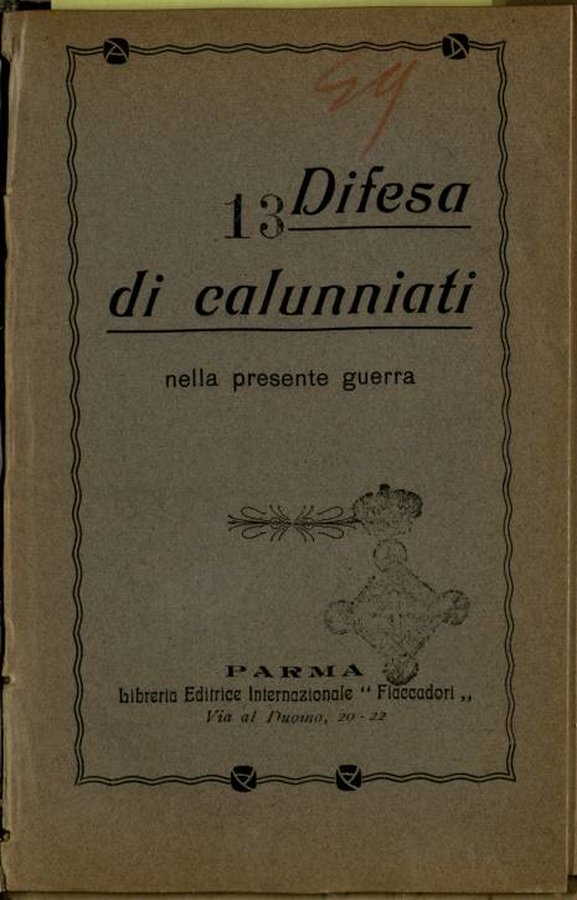 59
13 Difesa
di calunniati
nella presente guerra
PARMA
Libreria Editrice Internazionale “ Fiaccadori „
Via al Duomo, 20 - 22